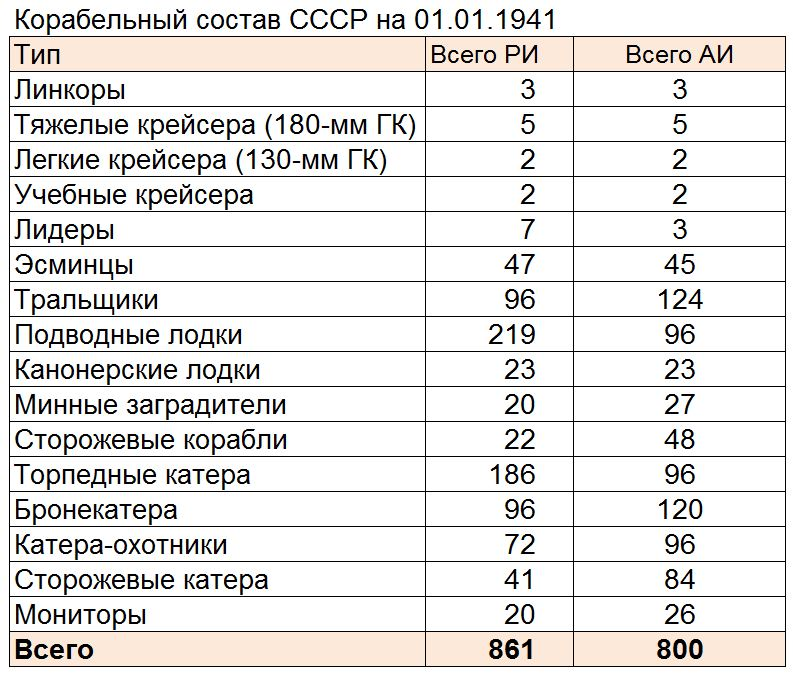 Корабельный состав СССР на 01.01.1941
Тип Всего РИ Всего АИ
Линкоры 3 3
Тяжелые крейсера (180-мм ГК) 5 5
Легкие крейсера (130-мм ГК) 2 2
Учебные крейсера 2 2
Лидеры 7 3
Эсминцы 47 45
Тральщики 96 124
Подводные лодки 219 96
Канонерские лодки 23 23
Минные заградители 20 27
Сторожевые корабли 22 48
Торпедные катера 186 96
Бронекатера 96 120
Катера-охотники 72 96
Сторожевые катера 41 84
Мониторы 20 26
Всего 861 800